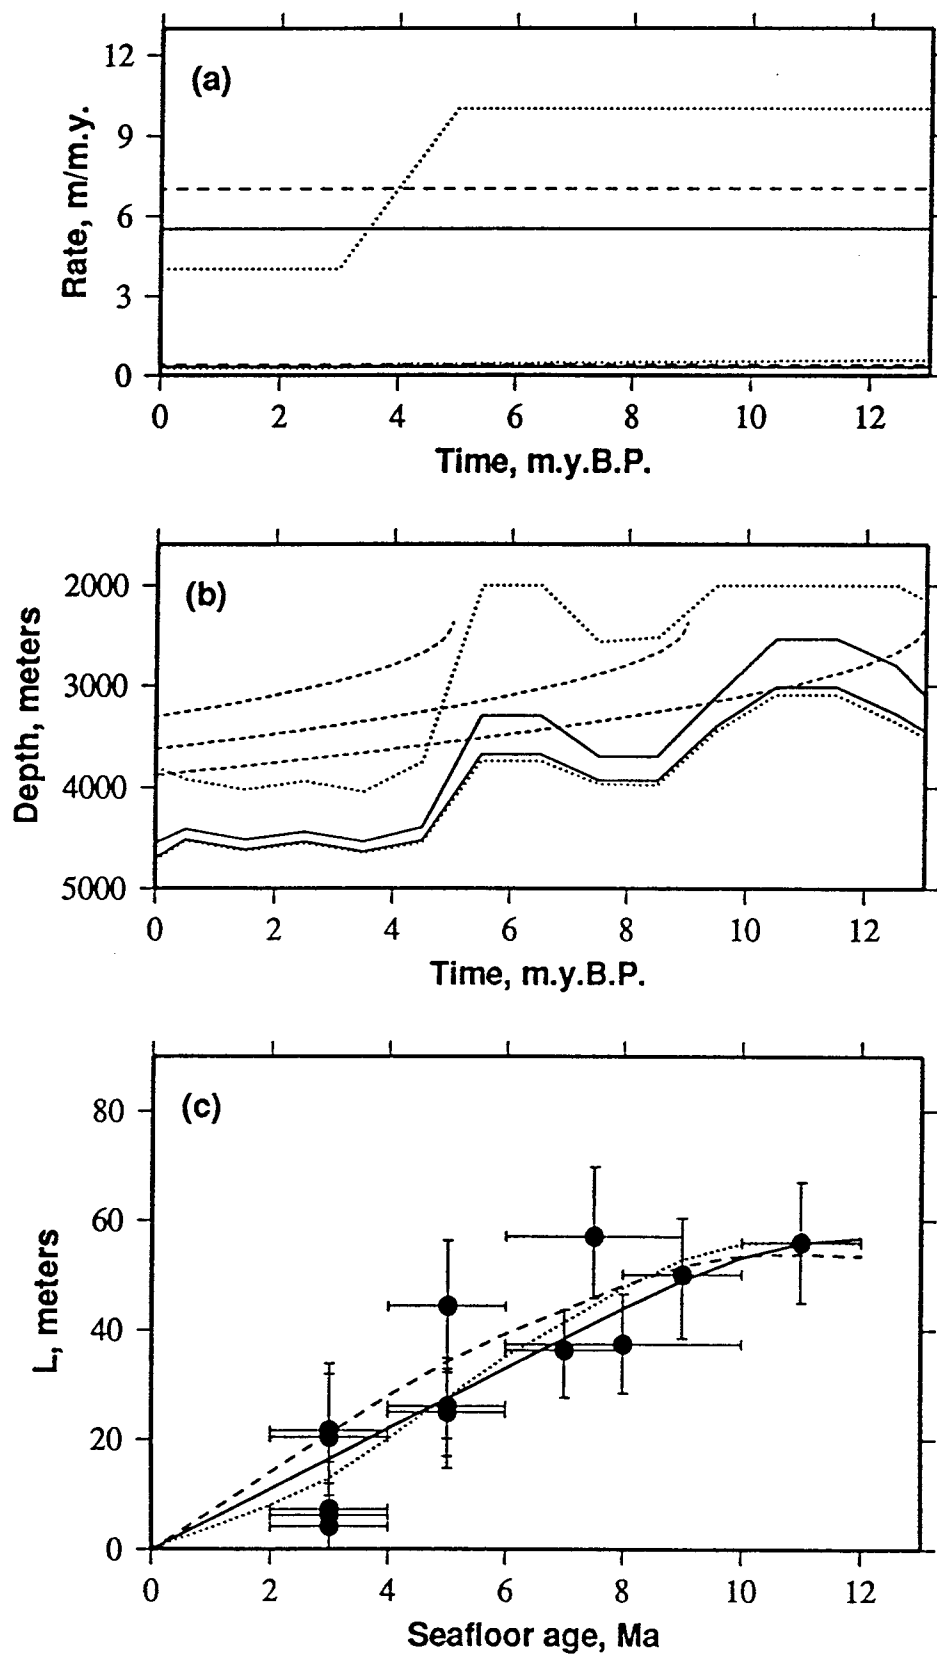 (a)
12
9
6
3
0
Rate, m/m.y.
0 2 4 6 8 10 12
Time, m.y.B.P.
(b)
2000
3000
4000
5000
Depth, meters
0 2 4 6 8 10 12
Time, m.y.B.P.
(c)
80
60
40
20
0
L, meters
0 2 4 6 8 10 12
Seafloor age, Ma